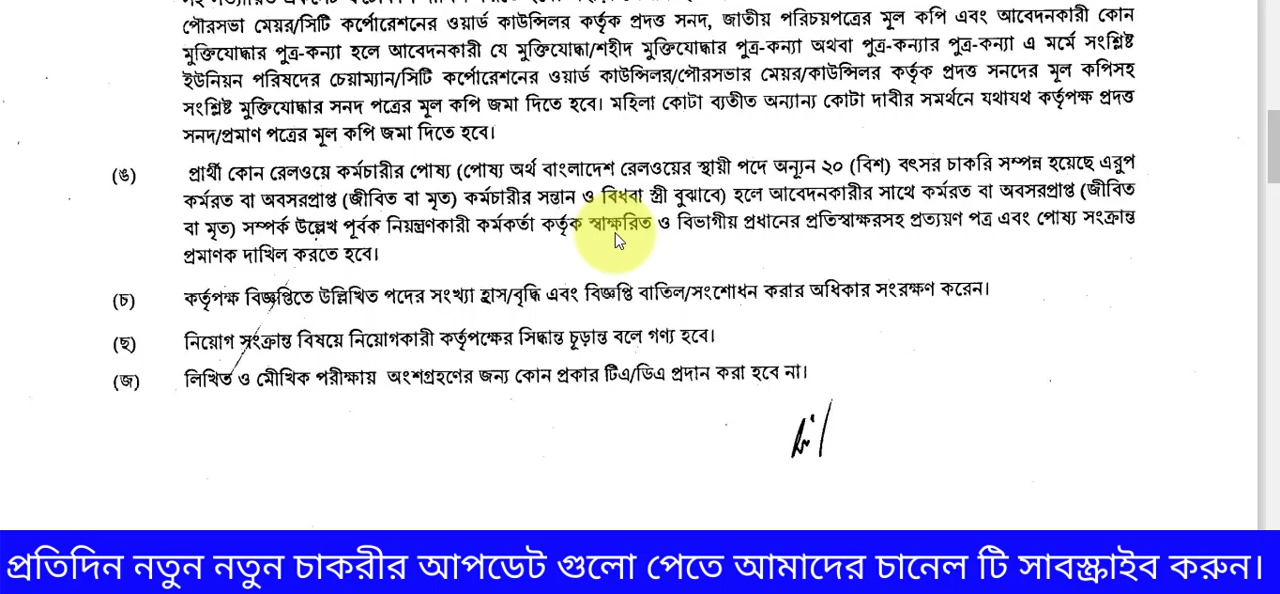 পৌরসভা মেয়র/সিটি কর্পোরেশনের ওয়ার্ড কাউন্সিলর কর্তৃক প্রদত্ত সনদ, জাতীয় পরিচয়পত্রের মূল কপি এবং আবেদনকারী কোন
মুক্তিযোদ্ধার পুত্র-কন্যা হলে আবেদনকারী যে মুক্তিযোদ্ধা/শহীদ মুক্তিযোদ্ধার পুত্র-কন্যা অথবা পুত্র-কন্যার পুত্র-কন্যা এ মর্মে সংশ্লিষ্ট
ইউনিয়ন পরিষদের চেয়াম্যান/সিটি কর্পোরেশনের ওয়ার্ড কাউন্সিলর/পৌরসভার মেয়র/কাউন্সিলর কর্তৃক প্রদত্ত সনদের মূল কপিসহ
সংশ্লিষ্ট মুক্তিযোদ্ধার সনদ পত্রের মূল কপি জমা দিতে হবে। মহিলা কোটা ব্যতীত অন্যান্য কোটা দাবীর সমর্থনে যথাযথ কর্তৃপক্ষ প্রদত্ত
সনদ/প্রমাণ পত্রের মূল কপি জমা দিতে হবে।
(ঙ) প্রার্থী কোন রেলওয়ে কর্মচারীর পোষ্য (পোষ্য অর্থ বাংলাদেশ রেলওয়ের স্থায়ী পদে অন্যূন ২০ (বিশ) বৎসর চাকরি সম্পন্ন হয়েছে এরুপ
কর্মরত বা অবসরপ্রাপ্ত (জীবিত বা মৃত) কর্মচারীর সন্তান ও বিধবা স্ত্রী বুঝাবে) হলে আবেদনকারীর সাথে কর্মরত বা অবসরপ্রাপ্ত (জীবিত
বা মৃত) সম্পর্ক উল্লেখ পূর্বক নিয়ন্ত্রণকারী কর্মকর্তা কর্তৃক স্বাক্ষরিত ও বিভাগীয় প্রধানের প্রতিস্বাক্ষরসহ প্রত্যয়ণ পত্র এবং পোষ্য সংক্রান্ত
প্রমাণক দাখিল করতে হবে।
(চ) কর্তৃপক্ষ বিজ্ঞপ্তিতে উল্লিখিত পদের সংখ্যা হ্রাস/বৃদ্ধি এবং বিজ্ঞপ্তি বাতিল/সংশোধন করার অধিকার সংরক্ষণ করেন।
(ছ) নিয়োগ সংক্রান্ত বিষয়ে নিয়োগকারী কর্তৃপক্ষের সিদ্ধান্ত চূড়ান্ত বলে গণ্য হবে।
(জ) লিখিত ও মৌখিক পরীক্ষায় অংশগ্রহণের জন্য কোন প্রকার টিএ/ডিএ প্রদান করা হবে না।
প্রতিদিন নতুন নতুন চাকরীর আপডেট গুলো পেতে আমাদের চানেল টি সাবস্ক্রাইব করুন।